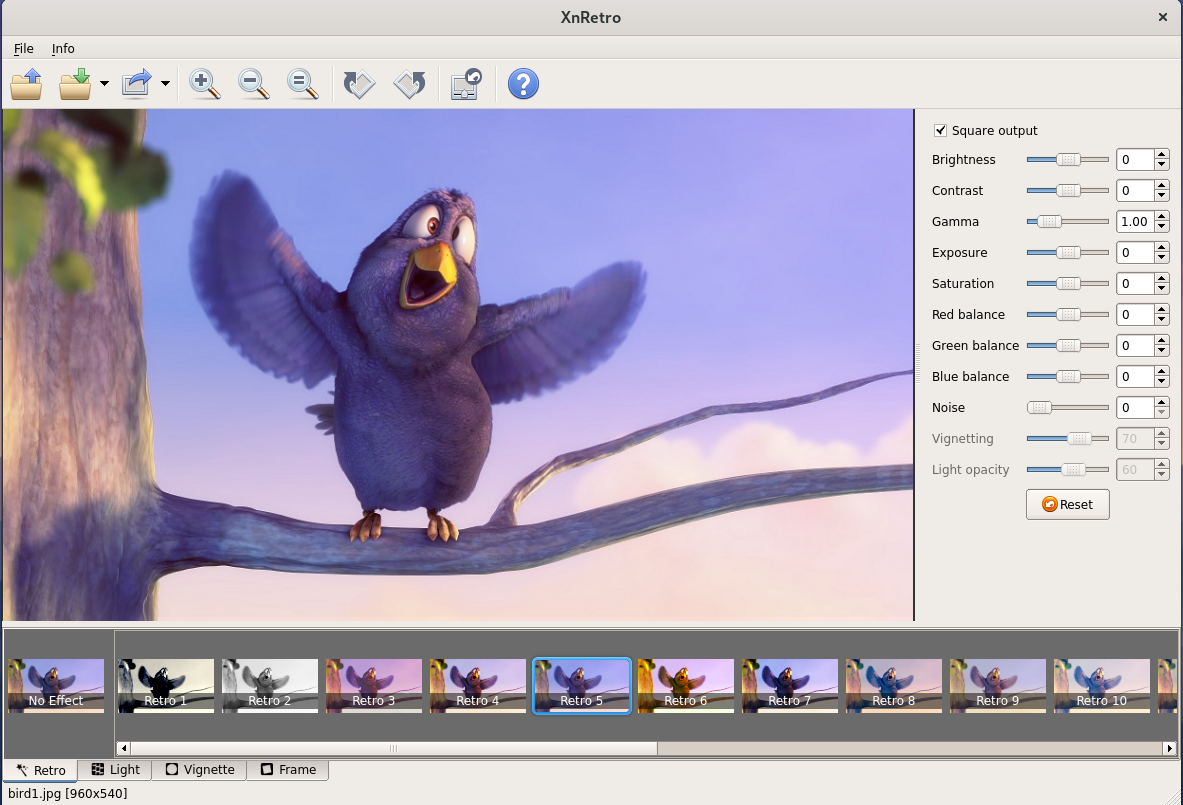 XnRetro
File Info
Square output
Brightness 0
Contrast 0
Gamma 1.00
Exposure 0
Saturation 0
Red balance 0
Green balance 0
Blue balance 0
Noise 0
Vignetting 70
Light opacity 60
Reset
No Effect Retro 1 Retro 2 Retro 3 Retro 4 Retro 5 Retro 6 Retro 7 Retro 8 Retro 9 Retro 10
Retro Light Vignette Frame
bird1.jpg [960x540]